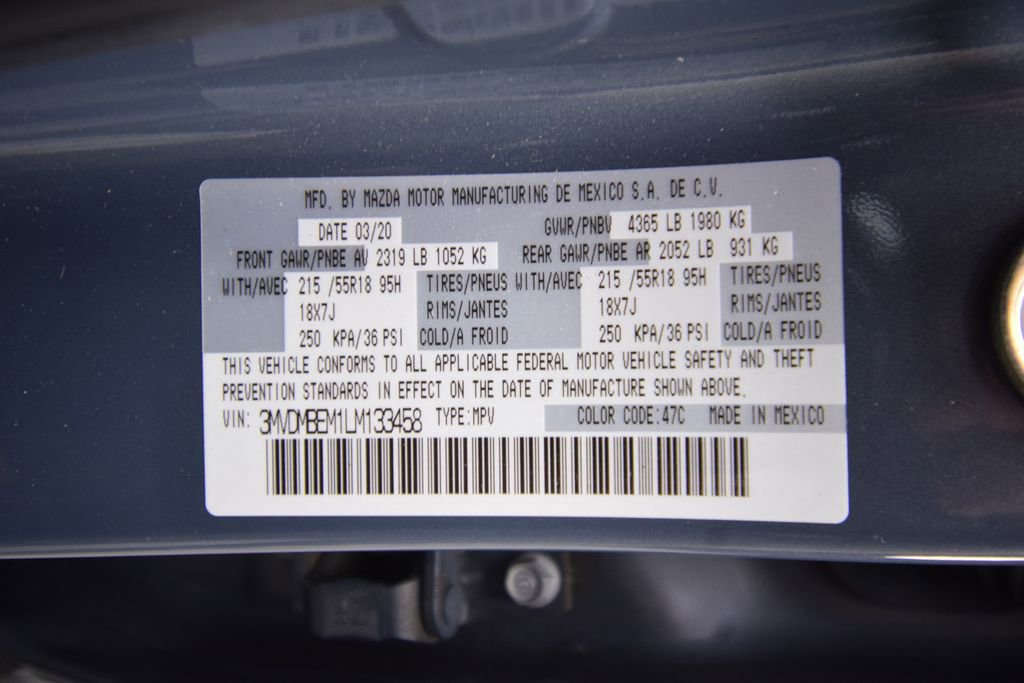 MFD. BY MAZDA MOTOR MANUFACTURING DE MEXICO S.A. DE C.V.
DATE 03/20 GVWR/PNBV 4365 LB 1980 KG
FRONT GAWR/PNBE AV 2319 LB 1052 KG REAR GAWR/PNBE AR 2052 LB 931 KG
WITH/AVEC 215 /55R18 95H TIRES/PNEUS WITH/AVEC 215 /55R18 95H TIRES/PNEUS
18X7J RIMS/JANTES 18X7J RIMS/JANTES
250 KPA/36 PSI COLD/A FROID 250 KPA/36 PSI COLD/A FROID
THIS VEHICLE CONFORMS TO ALL APPLICABLE FEDERAL MOTOR VEHICLE SAFETY AND THEFT
PREVENTION STANDARDS IN EFFECT ON THE DATE OF MANUFACTURE SHOWN ABOVE.
VIN: 3MVDMBEM1LM133458 TYPE:MPV COLOR CODE:47C MADE IN MEXICO